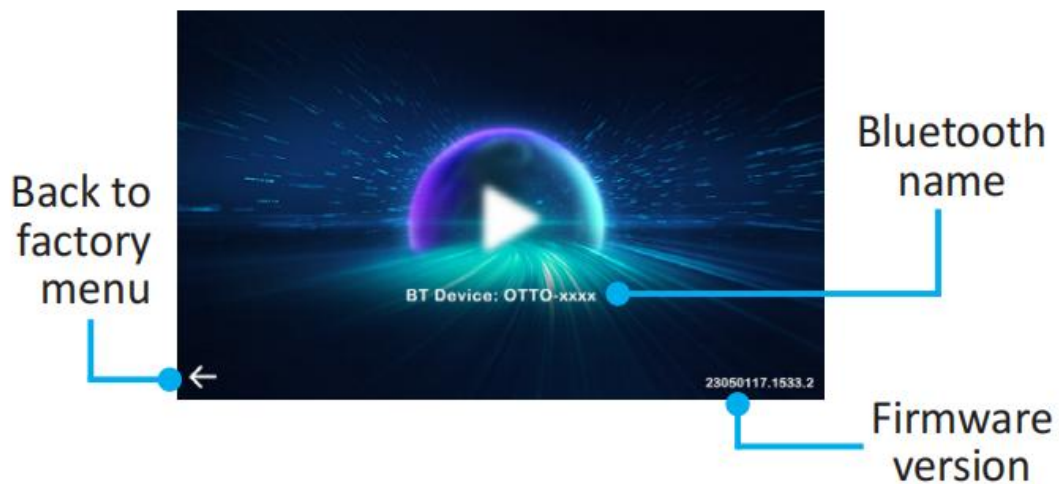 Bluetooth
name
Back to
factory
menu
BT Device: OTTO-xxxx
23050117.1533.2
Firmware
version